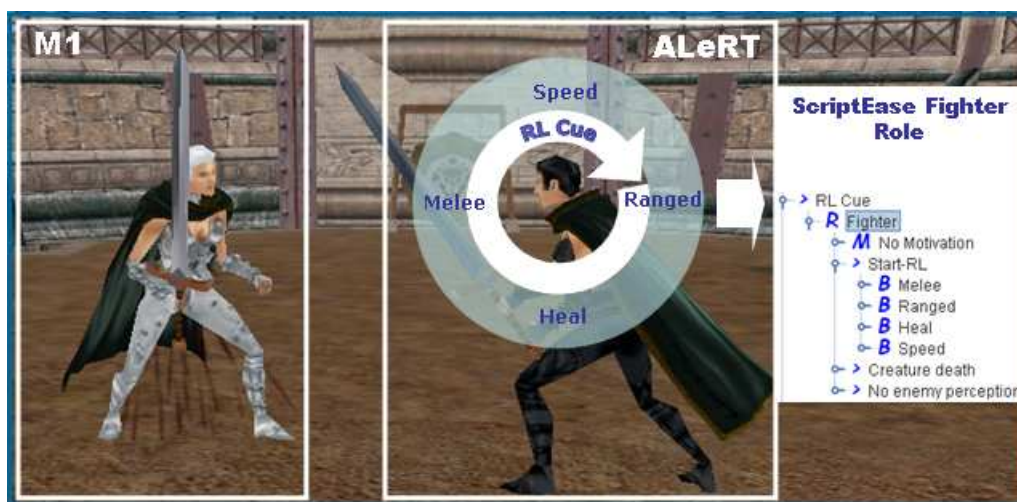 M1
ALeRT
Speed
RL Cue
Melee
Ranged
Heal
ScriptEase Fighter
Role
> RL Cue
R Fighter
M No Motivation
> Start-RL
B Melee
B Ranged
B Heal
B Speed
> Creature death
> No enemy perception